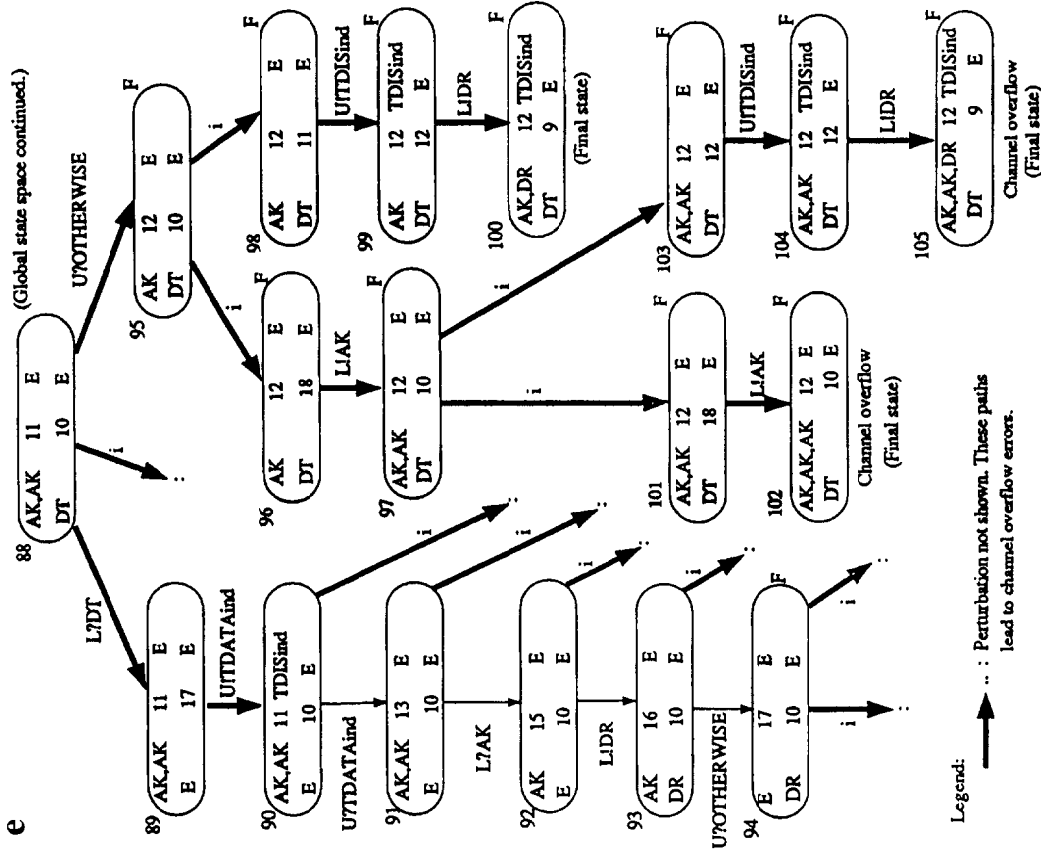 e
(Global state space continued.)
88
AK,AK 11 E
DT 10 E
L?DT
i
..
U?OTHERWISE
89
AK,AK 11 E
E 17 E
U!TDATAind
90
AK,AK 11 TDISind
E 10 E
U?TDATAind
i
..
91
AK,AK 13 E
E 10 E
L?AK
i
..
92
AK 15 E
E 10 E
L!DR
i
..
93
AK 16 E
DR 10 E
U?OTHERWISE
i
..
94
E 17 E
DR 10 E
F
i
..
i
..
95
AK 12 E
DT 10 E
F
i
i
96
AK 12 E
DT 18 E
F
L!AK
97
AK,AK 12 E
DT 10 E
F
i
i
98
AK 12 E
DT 11 E
F
U!TDISind
99
AK 12 TDISind
DT 12 E
F
L!DR
100
AK,DR 12 TDISind
DT 9 E
F
(Final state)
101
AK,AK 12 E
DT 18 E
F
L!AK
102
AK,AK,AK 12 E
DT 10 E
F
Channel overflow
(Final state)
103
AK,AK 12 E
DT 12 E
F
U!TDISind
104
AK,AK 12 TDISind
DT 12 E
F
L!DR
105
AK,AK,DR 12 TDISind
DT 9 E
F
Channel overflow
(Final state)
Legend:
.. : Perturbation not shown. These paths
lead to channel overflow errors.